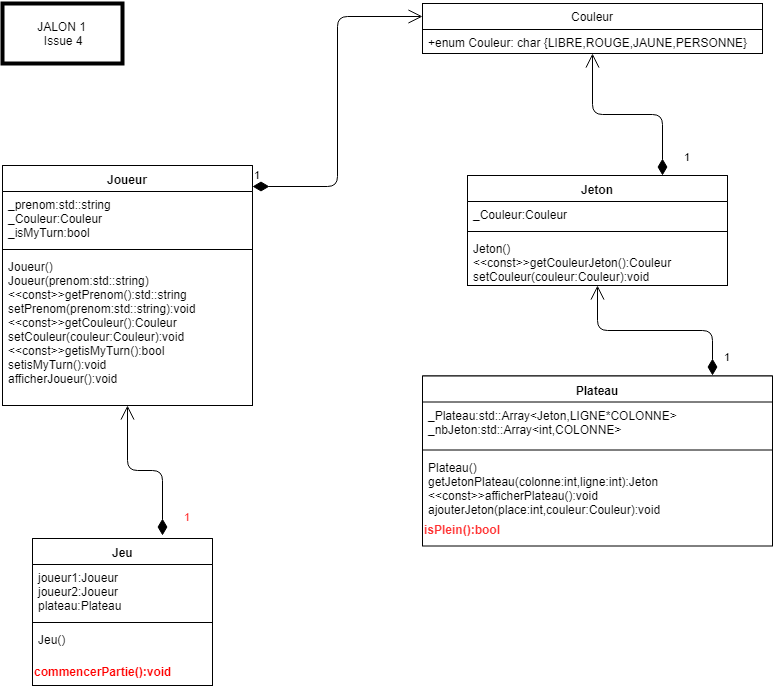 JALON 1
Issue 4
Couleur
+enum Couleur: char {LIBRE,ROUGE,JAUNE,PERSONNE}
1
Joueur
_prenom:std::string
_Couleur:Couleur
_isMyTurn:bool
Joueur()
Joueur(prenom:std::string)
<<const>>getPrenom():std::string
setPrenom(prenom:std::string):void
<<const>>getCouleur():Couleur
setCouleur(couleur:Couleur):void
<<const>>getisMyTurn():bool
setisMyTurn():void
afficherJoueur():void
1
Jeton
_Couleur:Couleur
Jeton()
<<const>>getCouleurJeton():Couleur
setCouleur(couleur:Couleur):void
1
Plateau
_Plateau:std::Array<Jeton,LIGNE*COLONNE>
_nbJeton:std::Array<int,COLONNE>
Plateau()
getJetonPlateau(colonne:int,ligne:int):Jeton
<<const>>afficherPlateau():void
ajouterJeton(place:int,couleur:Couleur):void
isPlein():bool
1
Jeu
joueur1:Joueur
joueur2:Joueur
plateau:Plateau
Jeu()
commencerPartie():void